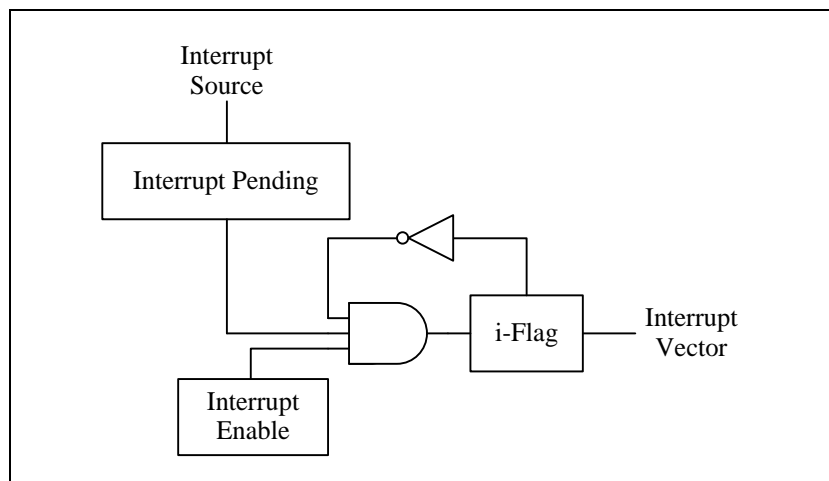 Interrupt
Source
Interrupt Pending
i-Flag
Interrupt
Vector
Interrupt
Enable